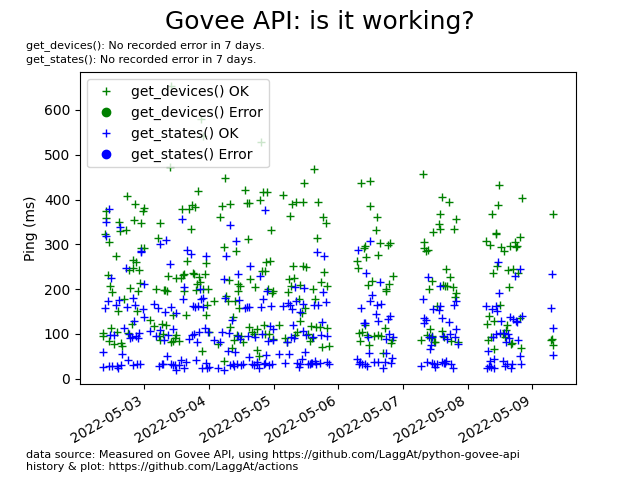 Govee API: is it working?
get_devices(): No recorded error in 7 days.
get_states(): No recorded error in 7 days.
get_devices() OK
get_devices() Error
get_states() OK
get_states() Error
Ping (ms)
600
500
400
300
200
100
0
2022-05-03
2022-05-04
2022-05-05
2022-05-06
2022-05-07
2022-05-08
2022-05-09
data source: Measured on Govee API, using https://github.com/LaggAt/python-govee-api
history & plot: https://github.com/LaggAt/actions